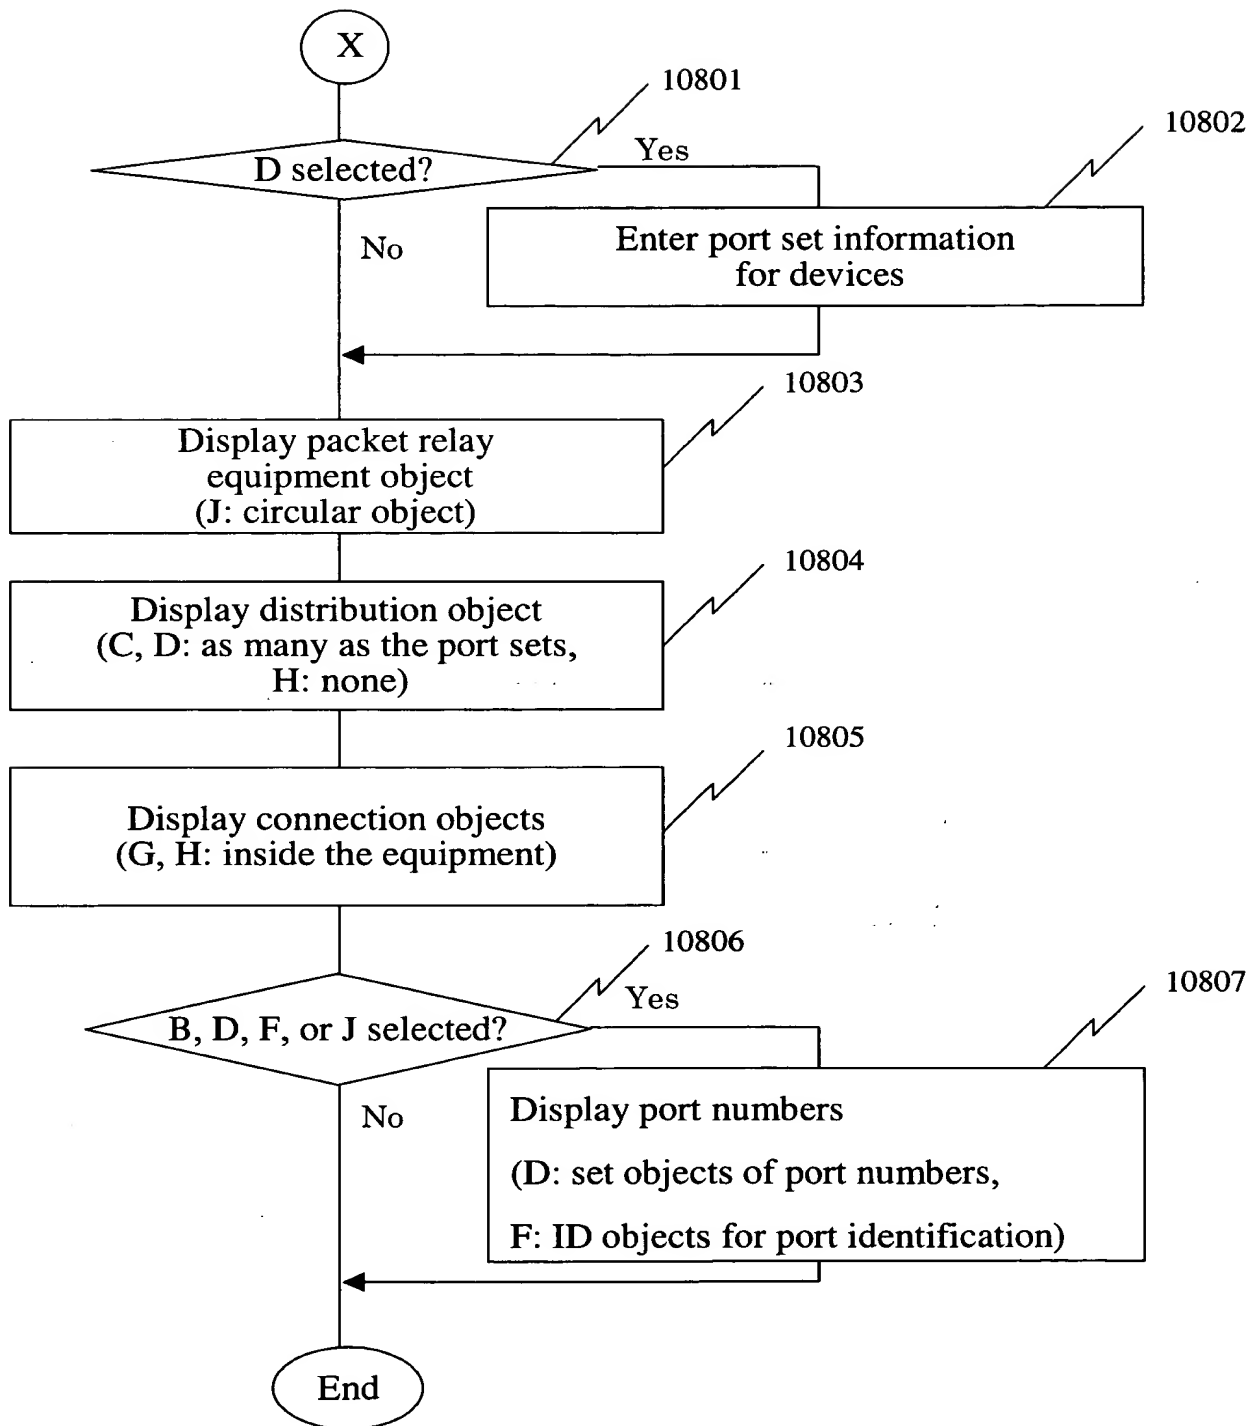 X
10801
10802
D selected?
Yes
No
Enter port set information
for devices
10803
Display packet relay
equipment object
(J: circular object)
10804
Display distribution object
(C, D: as many as the port sets,
H: none)
10805
Display connection objects
(G, H: inside the equipment)
10806
10807
B, D, F, or J selected?
Yes
No
Display port numbers
(D: set objects of port numbers,
F: ID objects for port identification)
End